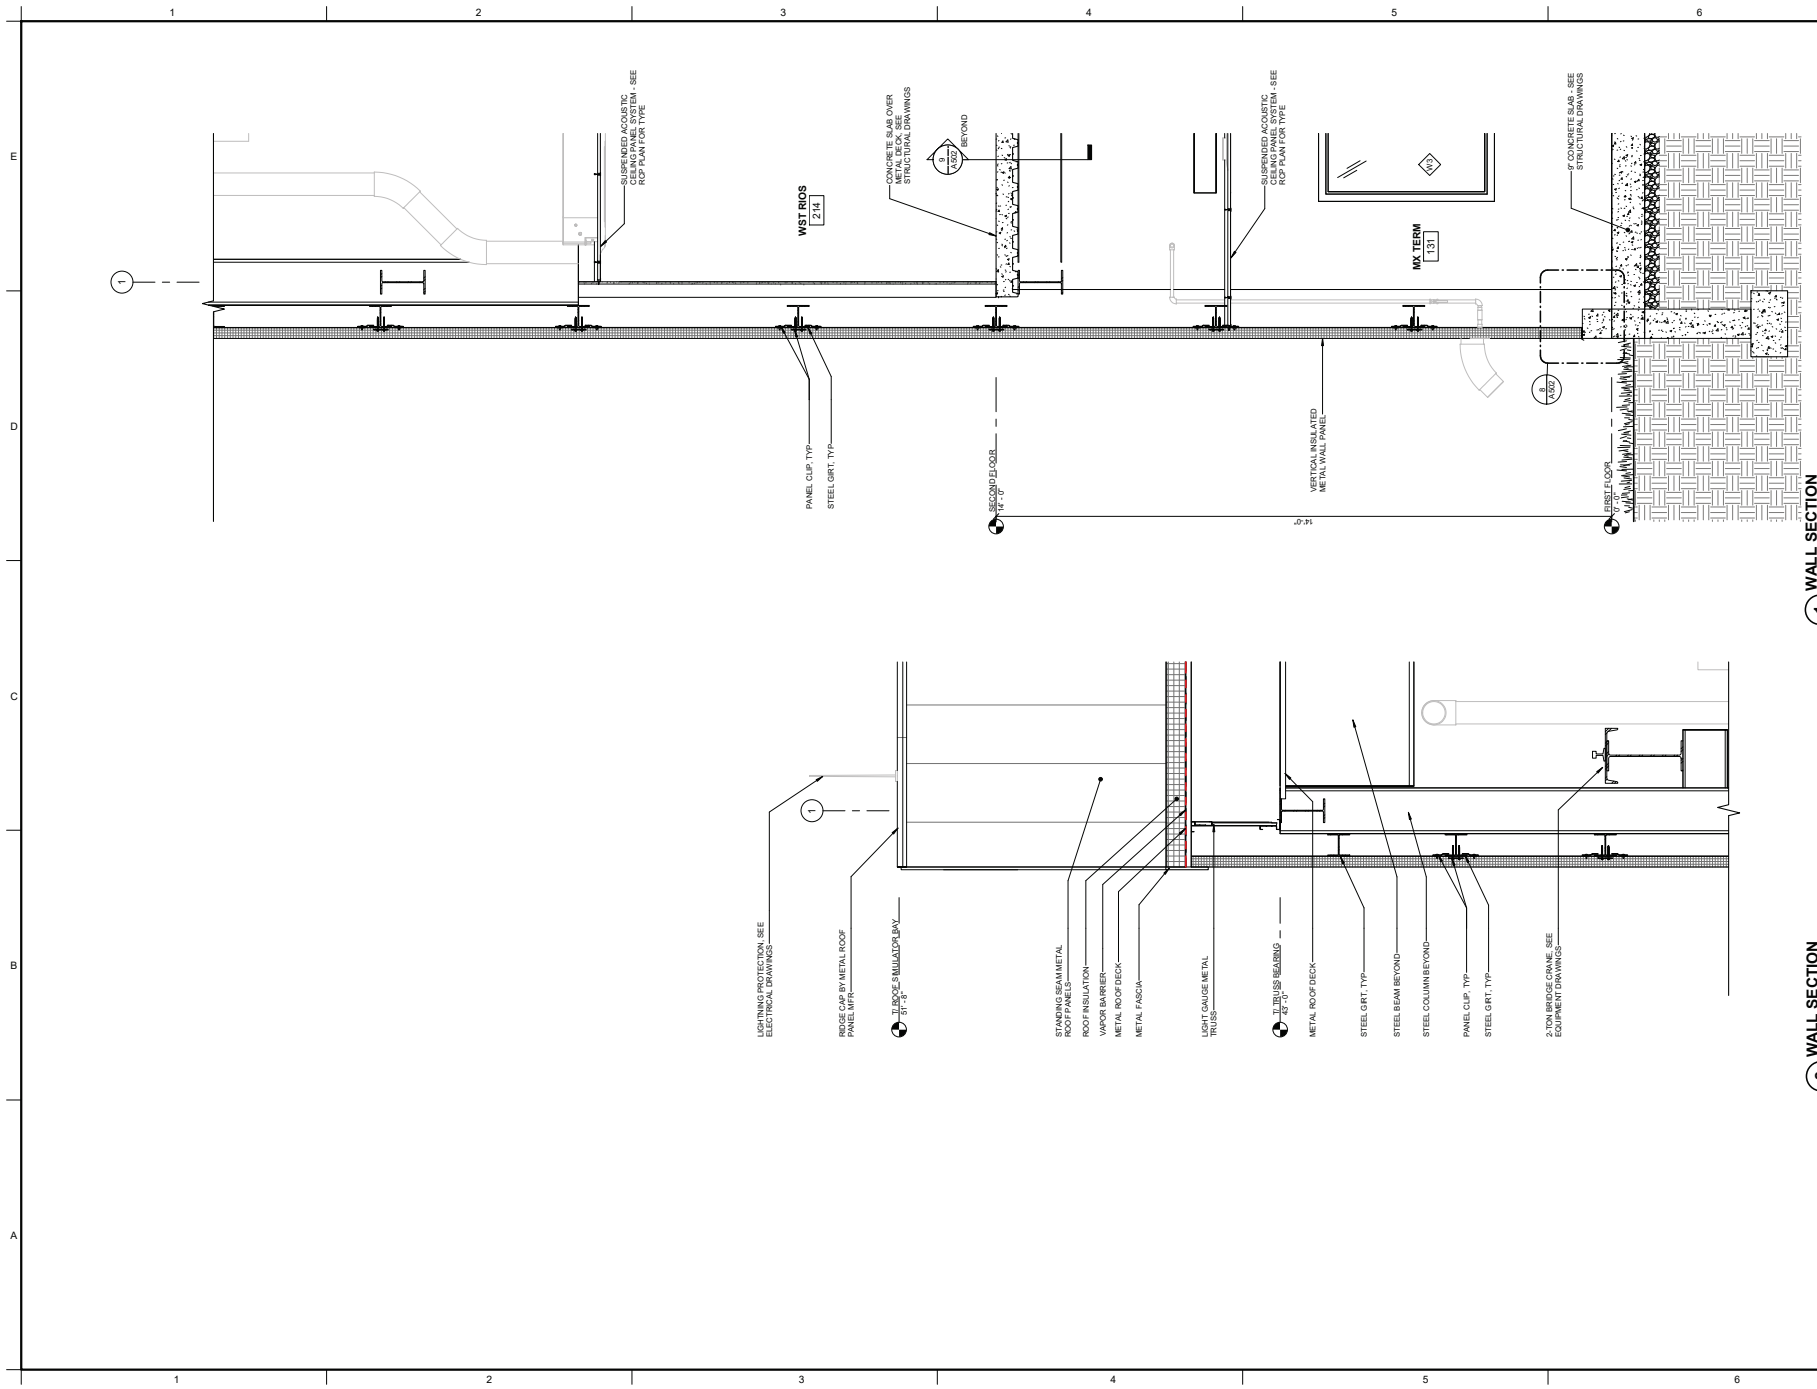 1
2
3
4
5
6
E
D
C
B
A
1
2
3
4
5
6
1
SUSPENDED ACOUSTIC
CEILING PANEL SYSTEM - SEE
RCP PLAN FOR TYPE
WST RIOS
214
CONCRETE SLAB OVER
METAL DECK, SEE
STRUCTURAL DRAWINGS
9
A502
BEYOND
SUSPENDED ACOUSTIC
CEILING PANEL SYSTEM - SEE
RCP PLAN FOR TYPE
W3
MX TERM
131
9" CONCRETE SLAB - SEE
STRUCTURAL DRAWINGS
8
A502
PANEL CLIP, TYP
STEEL GIRT, TYP
SECOND FLOOR
14' - 0"
VERTICAL INSULATED
METAL WALL PANEL
FIRST FLOOR
0' - 0"
14'-0"
1
WALL SECTION
1
LIGHTNING PROTECTION, SEE
ELECTRICAL DRAWINGS
RIDGE CAP BY METAL ROOF
PANEL MFR
T/ ROOF SIMULATOR BAY
51' - 8"
STANDING SEAM METAL
ROOF PANELS
ROOF INSULATION
VAPOR BARRIER
METAL ROOF DECK
METAL FASCIA
LIGHT GAUGE METAL
TRUSS
T/ TRUSS BEARING
43' - 0"
METAL ROOF DECK
STEEL GIRT, TYP
STEEL BEAM BEYOND
STEEL COLUMN BEYOND
PANEL CLIP, TYP
STEEL GIRT, TYP
2-TON BRIDGE CRANE, SEE
EQUIPMENT DRAWINGS
WALL SECTION